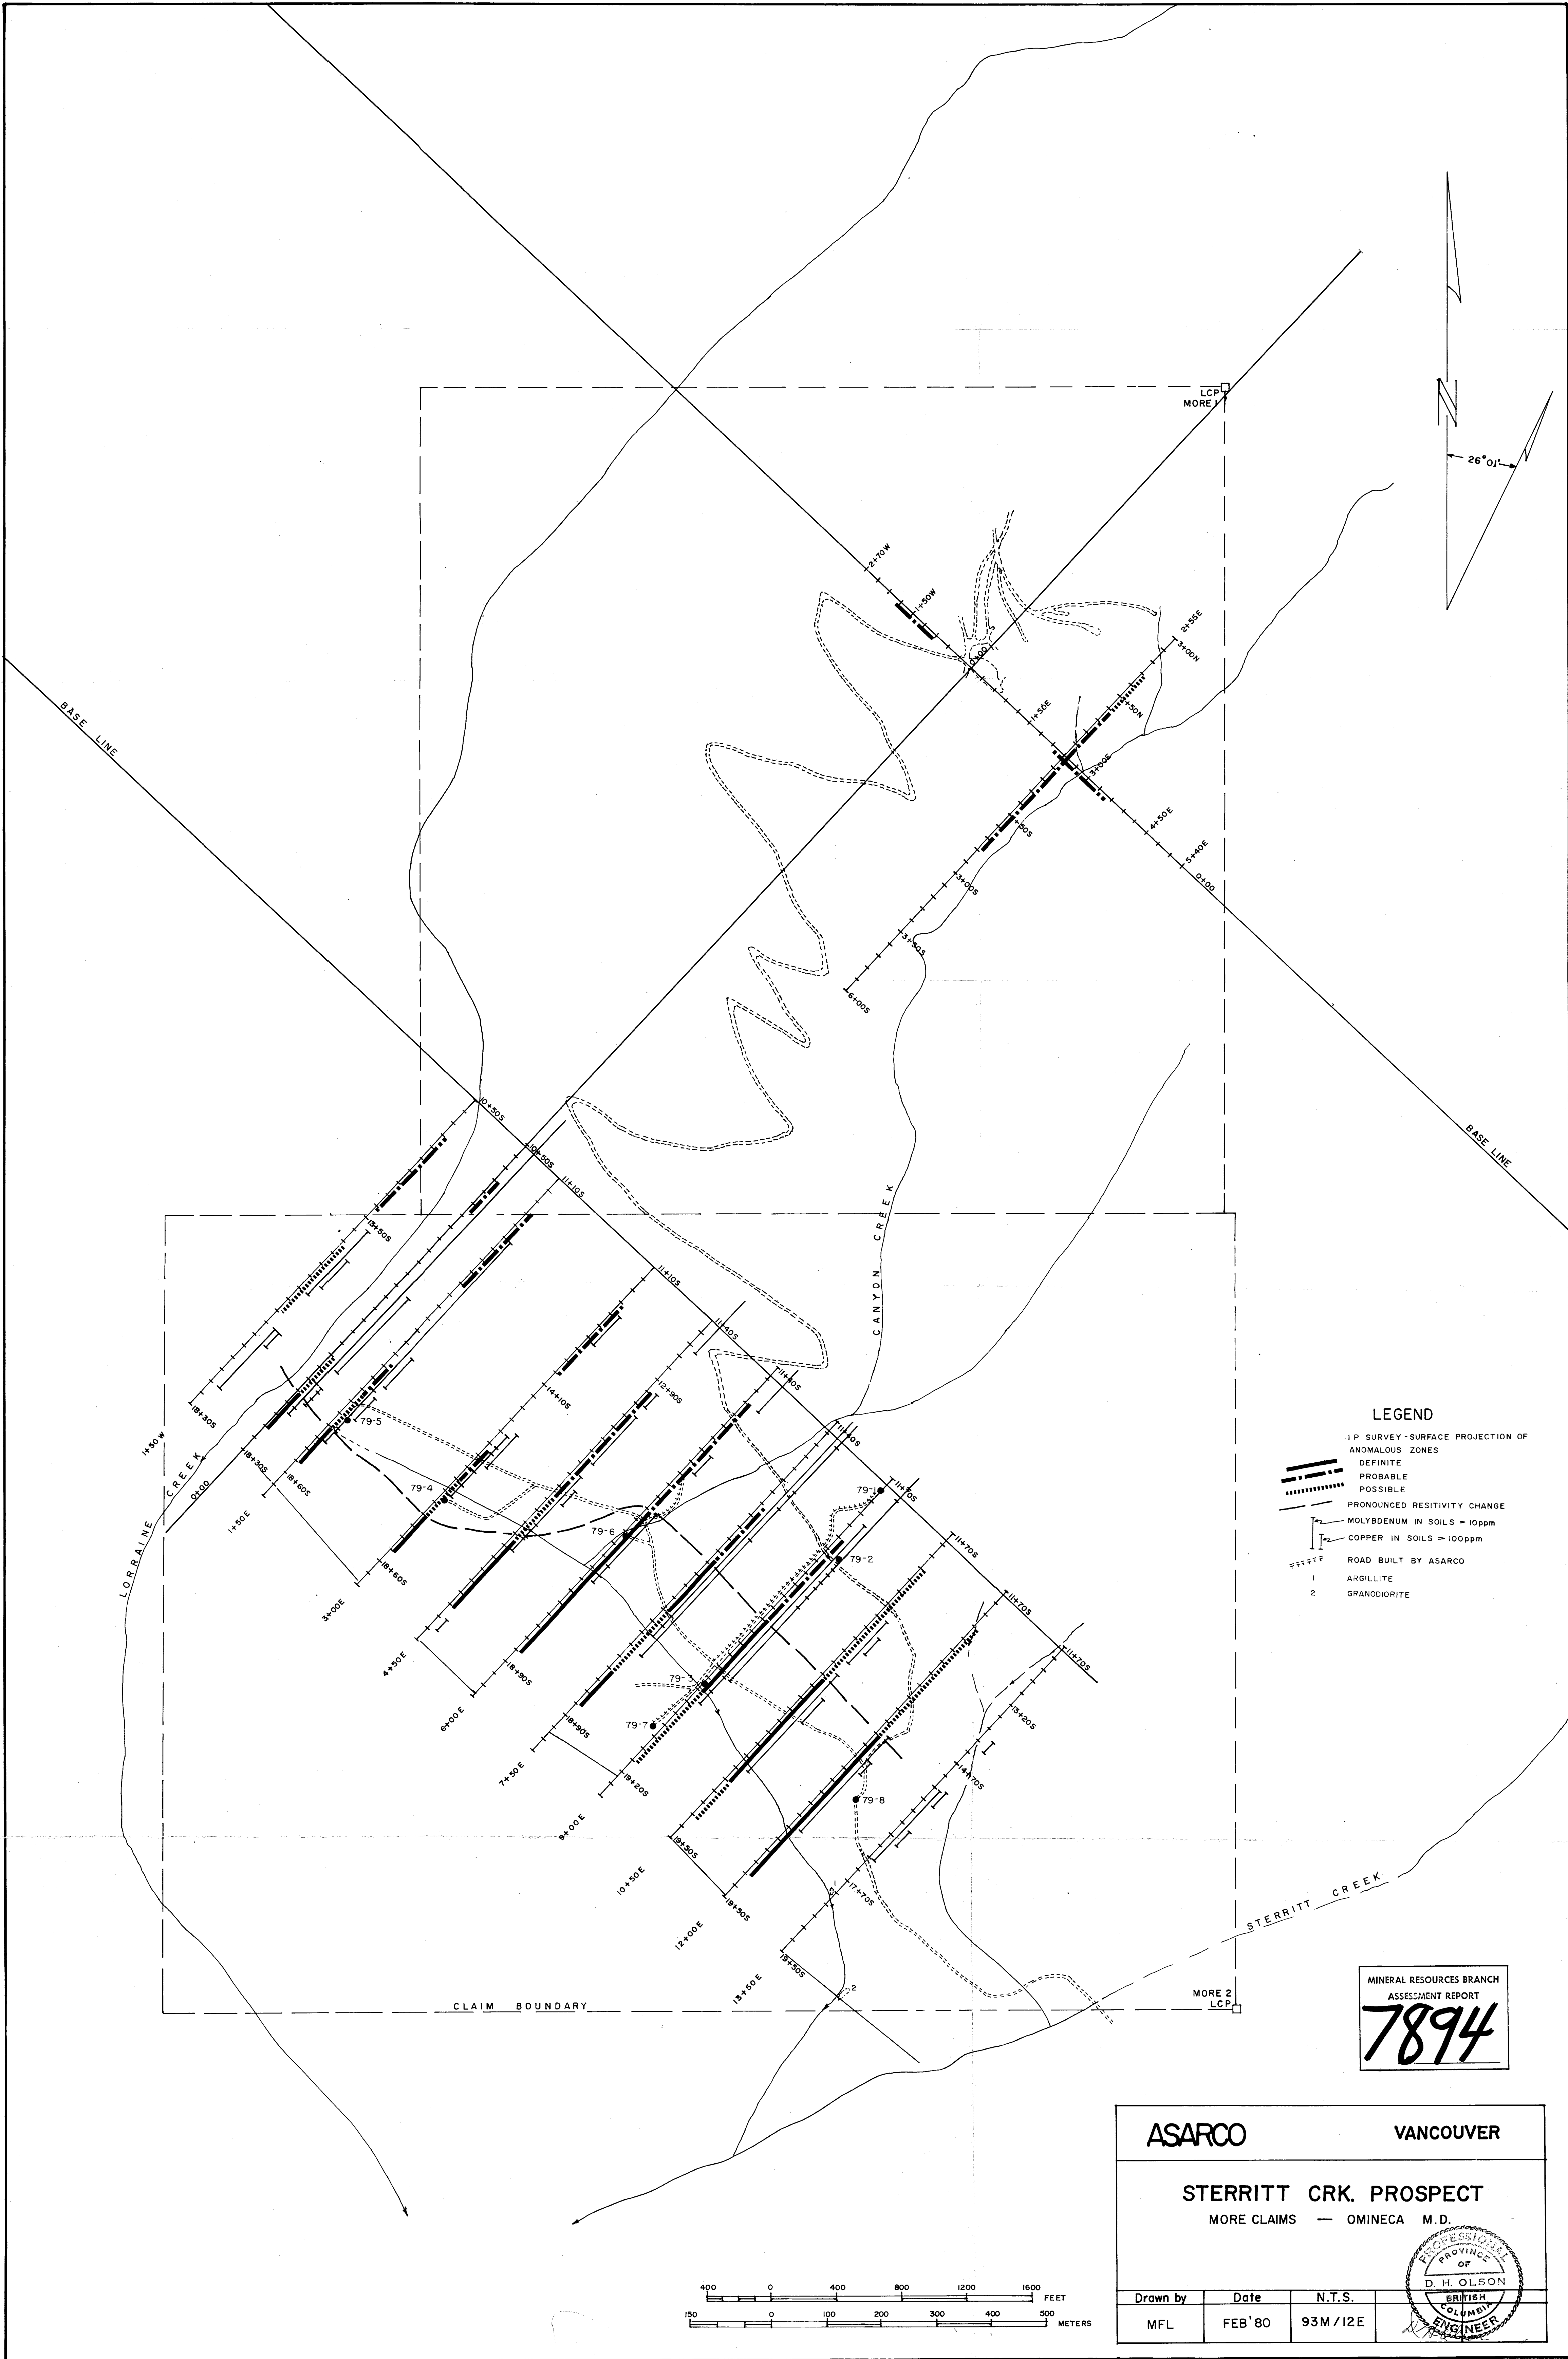 LCP
MORE 1
N
26°01'
2+70W
1+50W
0+00
1+50E
3+00E
4+50E
5+40E
0+00
2+55E
3+00N
1+50N
1+50S
3+00S
3+50S
6+00S
BASE LINE
BASE LINE
10+50S
10+50S
11+10S
11+10S
11+40S
11+40S
11+40S
11+70S
11+70S
11+70S
11+70S
13+50S
14+10S
12+90S
13+20S
14+70S
17+70S
CANYON CREEK
LORRAINE CREEK
STERRITT CREEK
79-5
79-4
79-6
79-1
79-2
79-3
79-7
79-8
18+30S
1+50W
18+30S
0+00
18+60S
1+50E
18+60S
3+00E
4+50E
18+90S
6+00E
18+90S
7+50E
19+20S
9+00E
19+50S
10+50E
19+50S
12+00E
19+50S
13+50E
2
CLAIM BOUNDARY
MORE 2
LCP
LEGEND
I P SURVEY - SURFACE PROJECTION OF
ANOMALOUS ZONES
DEFINITE
PROBABLE
POSSIBLE
PRONOUNCED RESITIVITY CHANGE
MOLYBDENUM IN SOILS > 10ppm
COPPER IN SOILS > 100ppm
ROAD BUILT BY ASARCO
1 ARGILLITE
2 GRANODIORITE
MINERAL RESOURCES BRANCH
ASSESSMENT REPORT
7894
ASARCO VANCOUVER
STERRITT CRK. PROSPECT
MORE CLAIMS — OMINECA M.D.
Drawn by Date N.T.S.
MFL FEB'80 93M/12E
PROFESSIONAL
PROVINCE
OF
D. H. OLSON
BRITISH
COLUMBIA
ENGINEER
400 0 400 800 1200 1600 FEET
150 0 100 200 300 400 500 METERS